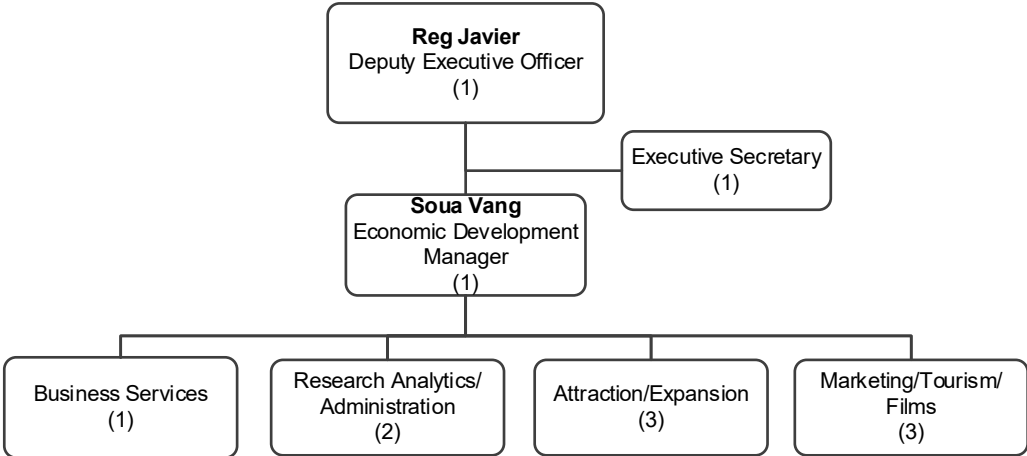 Reg Javier
Deputy Executive Officer
(1)
Executive Secretary
(1)
Soua Vang
Economic Development
Manager
(1)
Business Services
(1)
Research Analytics/
Administration
(2)
Attraction/Expansion
(3)
Marketing/Tourism/
Films
(3)